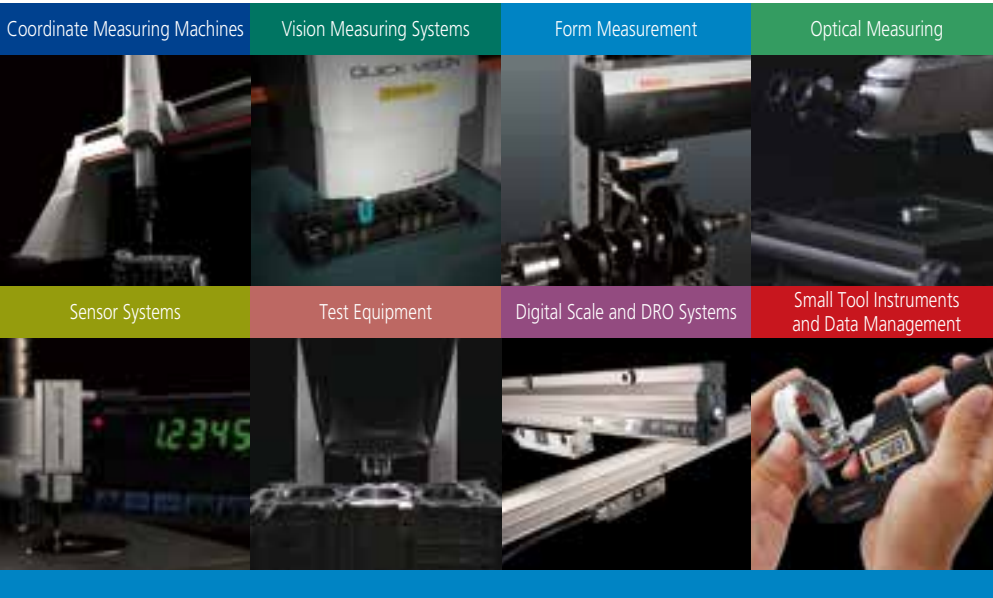 Coordinate Measuring Machines
Vision Measuring Systems
Form Measurement
Optical Measuring
QUICK VISION
Sensor Systems
Test Equipment
Digital Scale and DRO Systems
Small Tool Instruments
and Data Management
12345